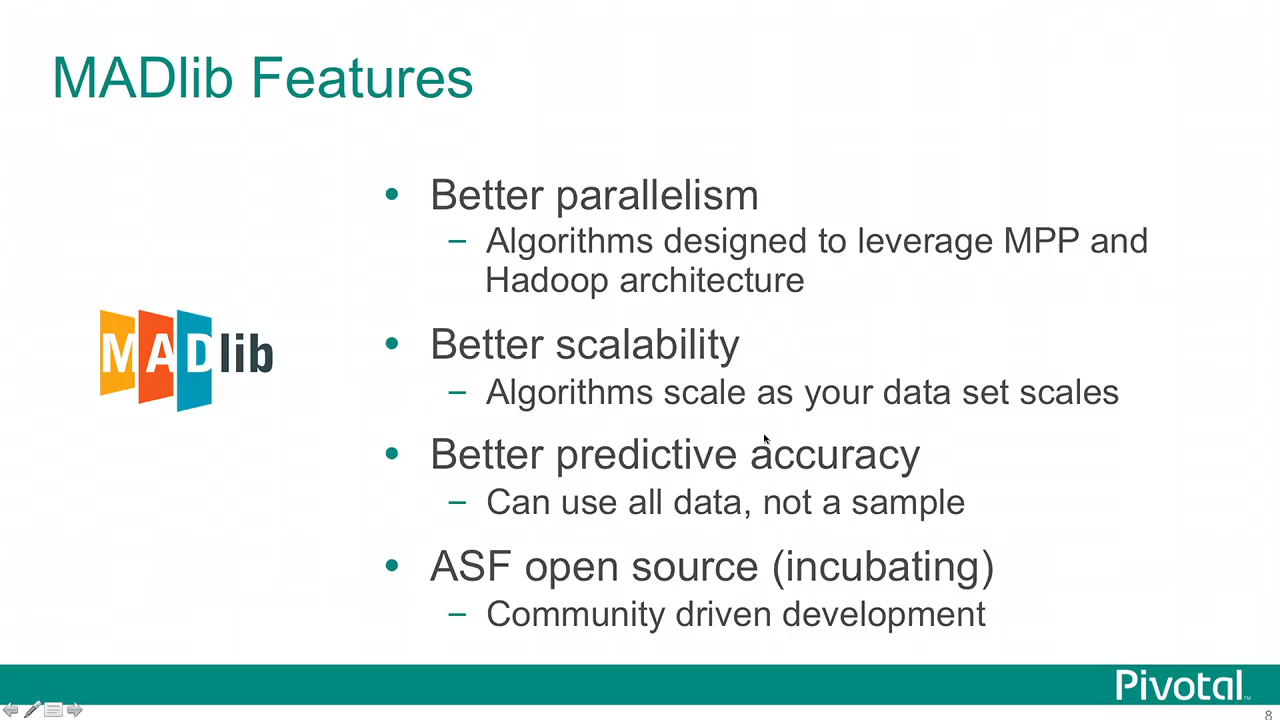 MADlib Features
• Better parallelism
– Algorithms designed to leverage MPP and
Hadoop architecture
• Better scalability
– Algorithms scale as your data set scales
• Better predictive accuracy
– Can use all data, not a sample
• ASF open source (incubating)
– Community driven development
MADlib
Pivotal™
8